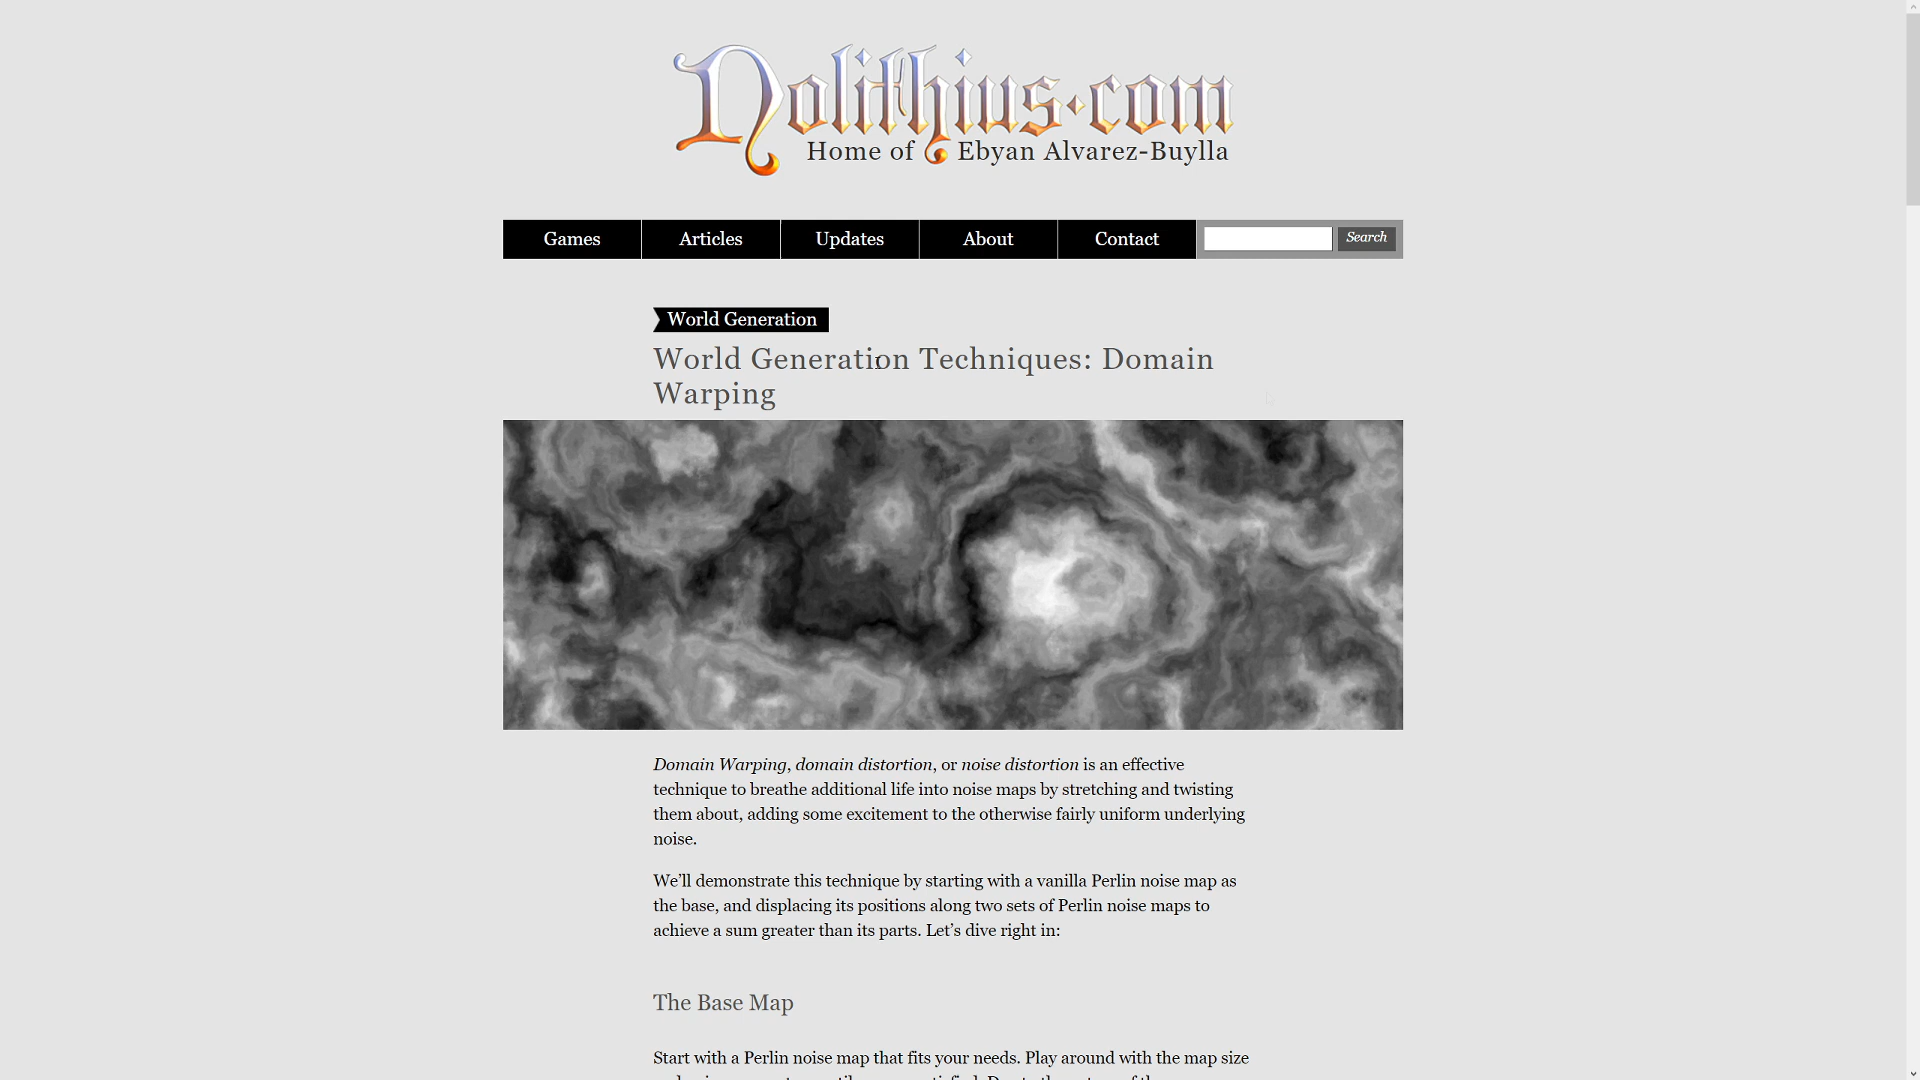 Nolithius.com
Home of Ebyan Alvarez-Buylla
Games Articles Updates About Contact Search
World Generation
World Generation Techniques: Domain
Warping
Domain Warping, domain distortion, or noise distortion is an effective
technique to breathe additional life into noise maps by stretching and twisting
them about, adding some excitement to the otherwise fairly uniform underlying
noise.
We’ll demonstrate this technique by starting with a vanilla Perlin noise map as
the base, and displacing its positions along two sets of Perlin noise maps to
achieve a sum greater than its parts. Let’s dive right in:
The Base Map
Start with a Perlin noise map that fits your needs. Play around with the map size